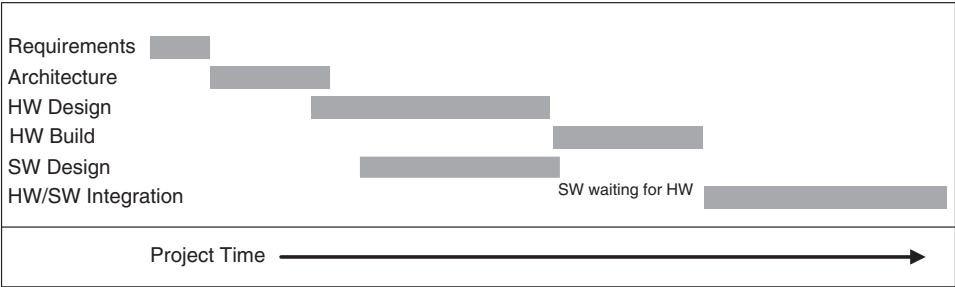 Requirements
Architecture
HW Design
HW Build
SW Design
HW/SW Integration
SW waiting for HW
Project Time